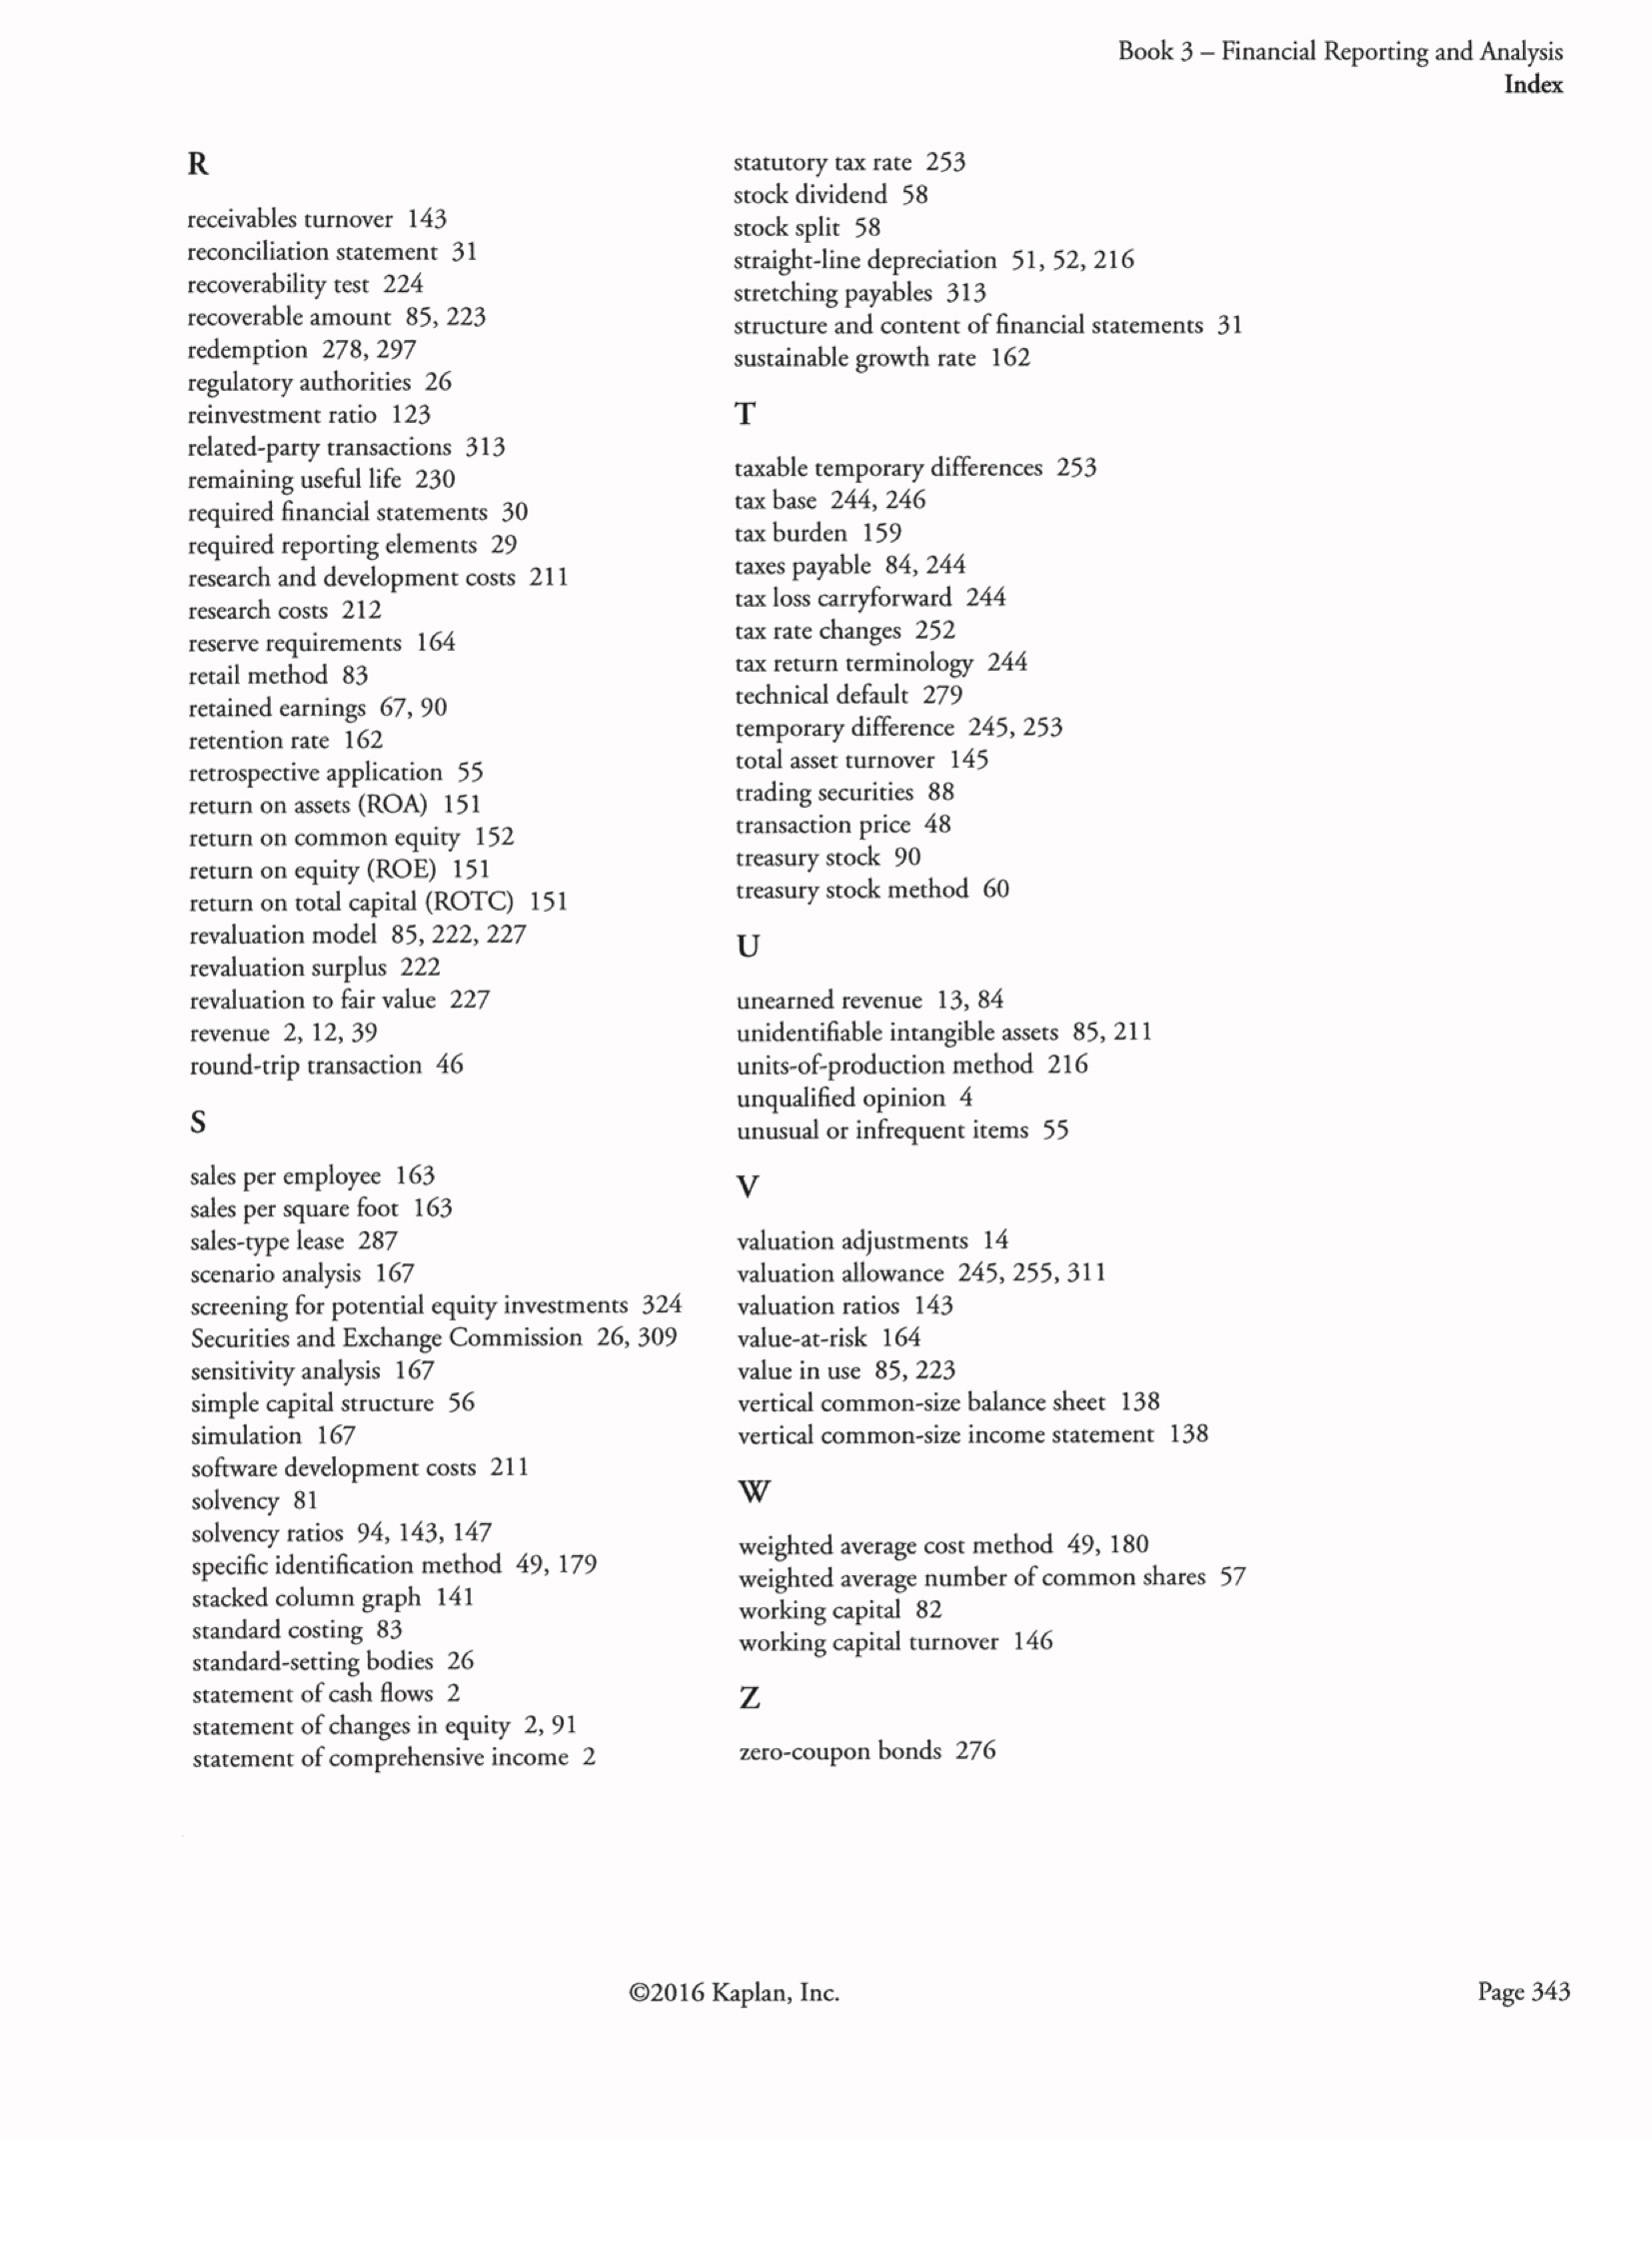 Book 3 – Financial Reporting and Analysis
Index
R
receivables turnover 143
reconciliation statement 31
recoverability test 224
recoverable amount 85, 223
redemption 278, 297
regulatory authorities 26
reinvestment ratio 123
related-party transactions 313
remaining useful life 230
required financial statements 30
required reporting elements 29
research and development costs 211
research costs 212
reserve requirements 164
retail method 83
retained earnings 67, 90
retention rate 162
retrospective application 55
return on assets (ROA) 151
return on common equity 152
return on equity (ROE) 151
return on total capital (ROTC) 151
revaluation model 85, 222, 227
revaluation surplus 222
revaluation to fair value 227
revenue 2, 12, 39
round-trip transaction 46
S
sales per employee 163
sales per square foot 163
sales-type lease 287
scenario analysis 167
screening for potential equity investments 324
Securities and Exchange Commission 26, 309
sensitivity analysis 167
simple capital structure 56
simulation 167
software development costs 211
solvency 81
solvency ratios 94, 143, 147
specific identification method 49, 179
stacked column graph 141
standard costing 83
standard-setting bodies 26
statement of cash flows 2
statement of changes in equity 2, 91
statement of comprehensive income 2
statutory tax rate 253
stock dividend 58
stock split 58
straight-line depreciation 51, 52, 216
stretching payables 313
structure and content of financial statements 31
sustainable growth rate 162
T
taxable temporary differences 253
tax base 244, 246
tax burden 159
taxes payable 84, 244
tax loss carryforward 244
tax rate changes 252
tax return terminology 244
technical default 279
temporary difference 245, 253
total asset turnover 145
trading securities 88
transaction price 48
treasury stock 90
treasury stock method 60
U
unearned revenue 13, 84
unidentifiable intangible assets 85, 211
units-of-production method 216
unqualified opinion 4
unusual or infrequent items 55
V
valuation adjustments 14
valuation allowance 245, 255, 311
valuation ratios 143
value-at-risk 164
value in use 85, 223
vertical common-size balance sheet 138
vertical common-size income statement 138
W
weighted average cost method 49, 180
weighted average number of common shares 57
working capital 82
working capital turnover 146
Z
zero-coupon bonds 276
©2016 Kaplan, Inc.
Page 343